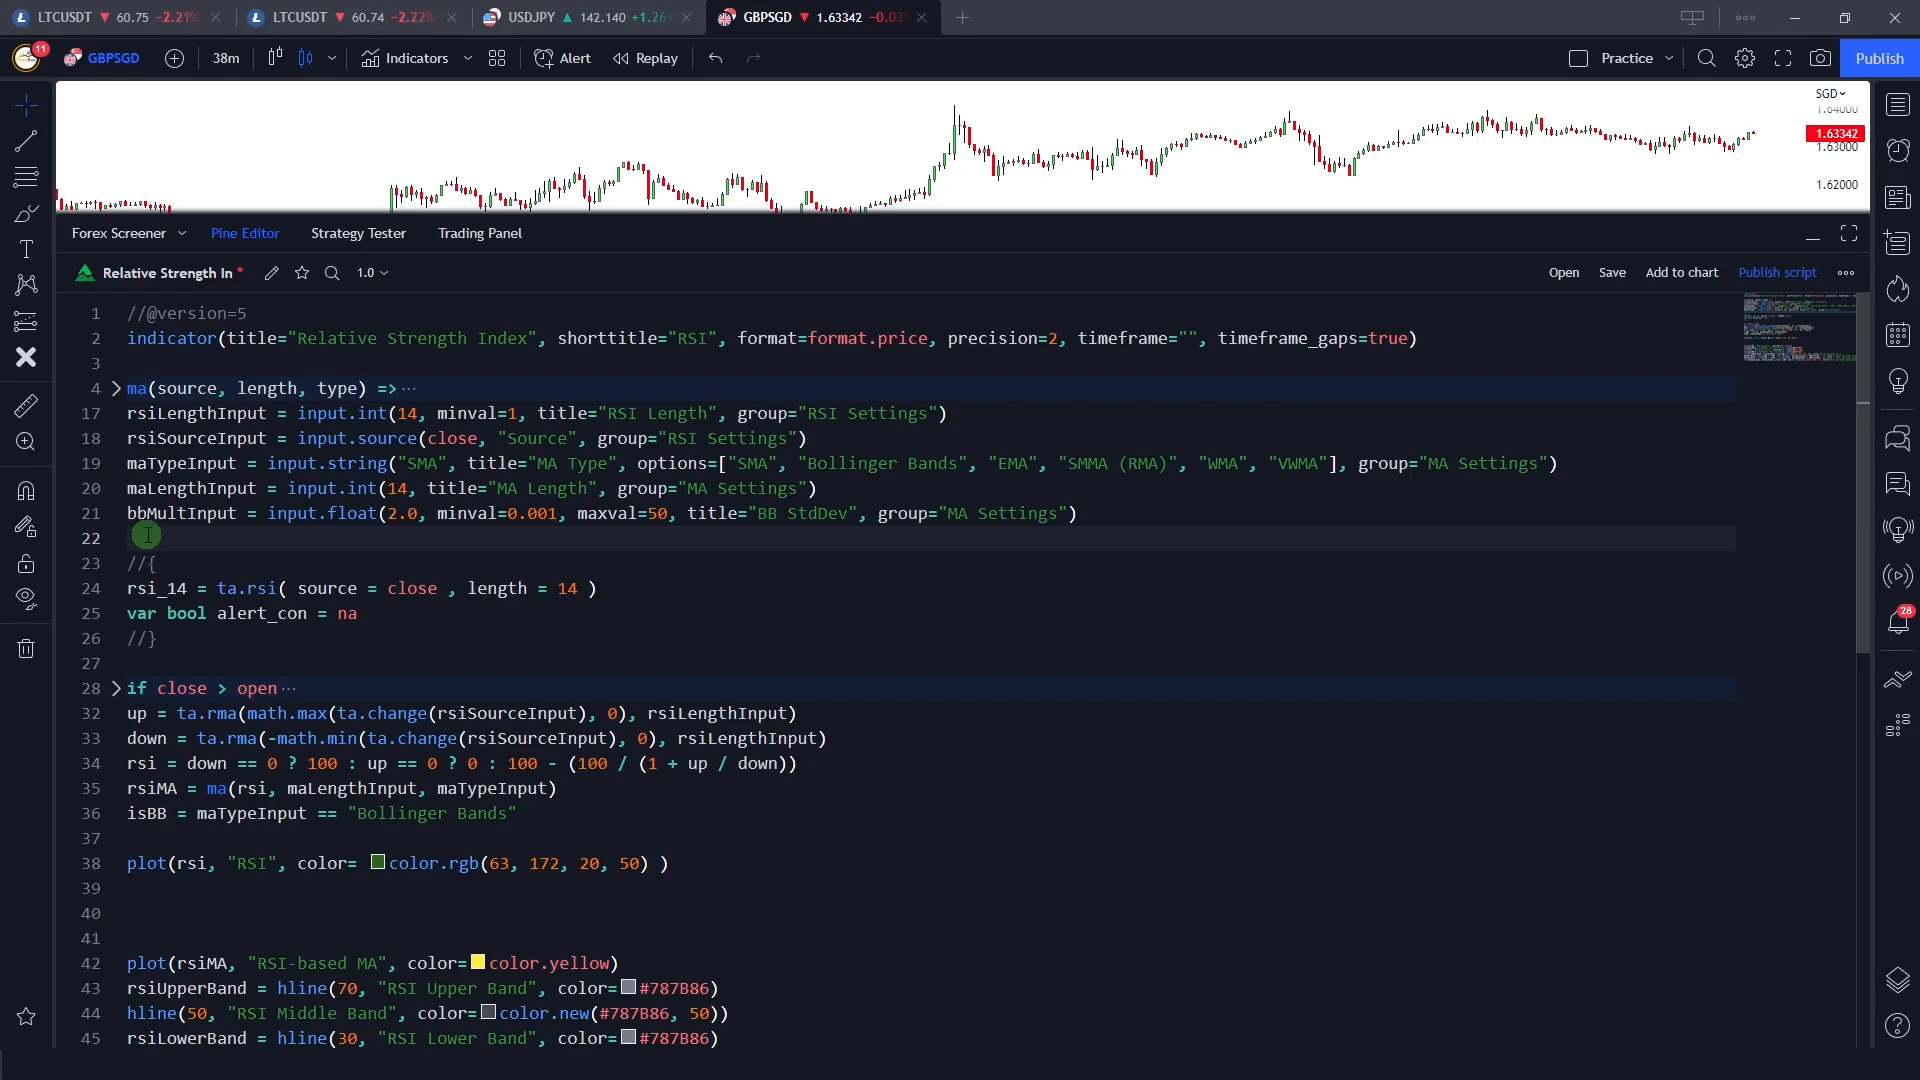 LTCUSDT ▼ 60.75 −2.21%
LTCUSDT ▼ 60.74 −2.22%
USDJPY ▲ 142.140 +1.26%
GBPSGD ▼ 1.63342 −0.03
11
GBPSGD
38m
Indicators
Alert
Replay
Practice
Publish
SGD
1.64000
1.63342
1.63000
1.62000
Forex Screener
Pine Editor
Strategy Tester
Trading Panel
Relative Strength In *
1.0
Open
Save
Add to chart
Publish script
1 //@version=5
2 indicator(title="Relative Strength Index", shorttitle="RSI", format=format.price, precision=2, timeframe="", timeframe_gaps=true)
3
4 ma(source, length, type) => ···
17 rsiLengthInput = input.int(14, minval=1, title="RSI Length", group="RSI Settings")
18 rsiSourceInput = input.source(close, "Source", group="RSI Settings")
19 maTypeInput = input.string("SMA", title="MA Type", options=["SMA", "Bollinger Bands", "EMA", "SMMA (RMA)", "WMA", "VWMA"], group="MA Settings")
20 maLengthInput = input.int(14, title="MA Length", group="MA Settings")
21 bbMultInput = input.float(2.0, minval=0.001, maxval=50, title="BB StdDev", group="MA Settings")
22
23 //{
24 rsi_14 = ta.rsi( source = close , length = 14 )
25 var bool alert_con = na
26 //}
27
28 if close > open ···
32 up = ta.rma(math.max(ta.change(rsiSourceInput), 0), rsiLengthInput)
33 down = ta.rma(-math.min(ta.change(rsiSourceInput), 0), rsiLengthInput)
34 rsi = down == 0 ? 100 : up == 0 ? 0 : 100 - (100 / (1 + up / down))
35 rsiMA = ma(rsi, maLengthInput, maTypeInput)
36 isBB = maTypeInput == "Bollinger Bands"
37
38 plot(rsi, "RSI", color= color.rgb(63, 172, 20, 50) )
39
40
41
42 plot(rsiMA, "RSI-based MA", color=color.yellow)
43 rsiUpperBand = hline(70, "RSI Upper Band", color=#787B86)
44 hline(50, "RSI Middle Band", color=color.new(#787B86, 50))
45 rsiLowerBand = hline(30, "RSI Lower Band", color=#787B86)
28